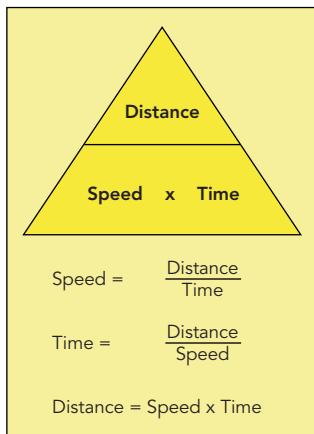 Distance
Speed x Time
Speed = Distance
Time
Time = Distance
Speed
Distance = Speed x Time